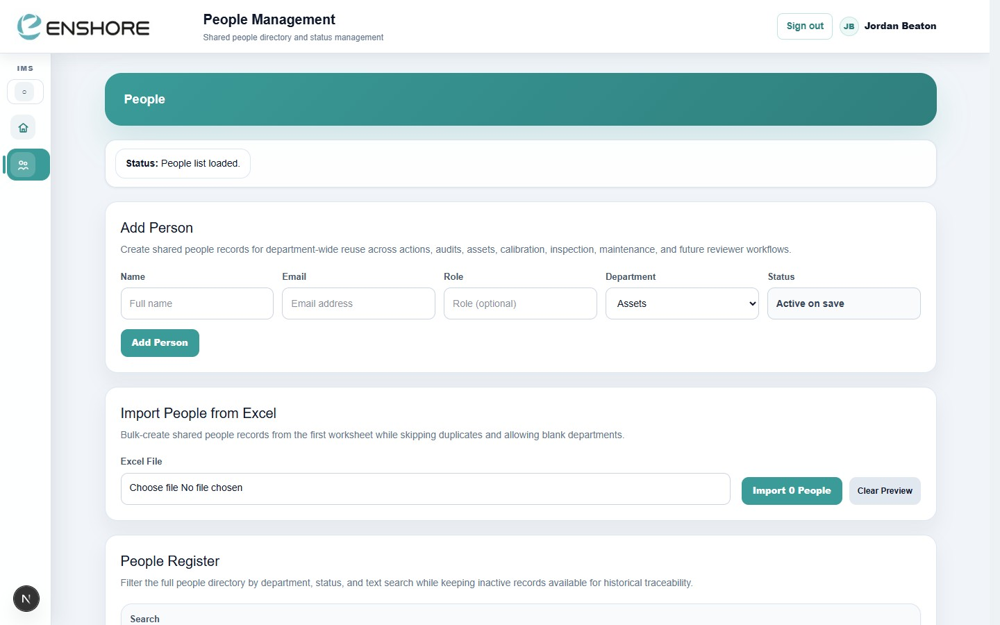 ENSHORE
People Management
Shared people directory and status management
Sign out
JB
Jordan Beaton
IMS
People
Status: People list loaded.
Add Person
Create shared people records for department-wide reuse across actions, audits, assets, calibration, inspection, maintenance, and future reviewer workflows.
Name
Email
Role
Department
Status
Full name
Email address
Role (optional)
Assets
Active on save
Add Person
Import People from Excel
Bulk-create shared people records from the first worksheet while skipping duplicates and allowing blank departments.
Excel File
Choose file No file chosen
Import 0 People
Clear Preview
People Register
Filter the full people directory by department, status, and text search while keeping inactive records available for historical traceability.
N
Search